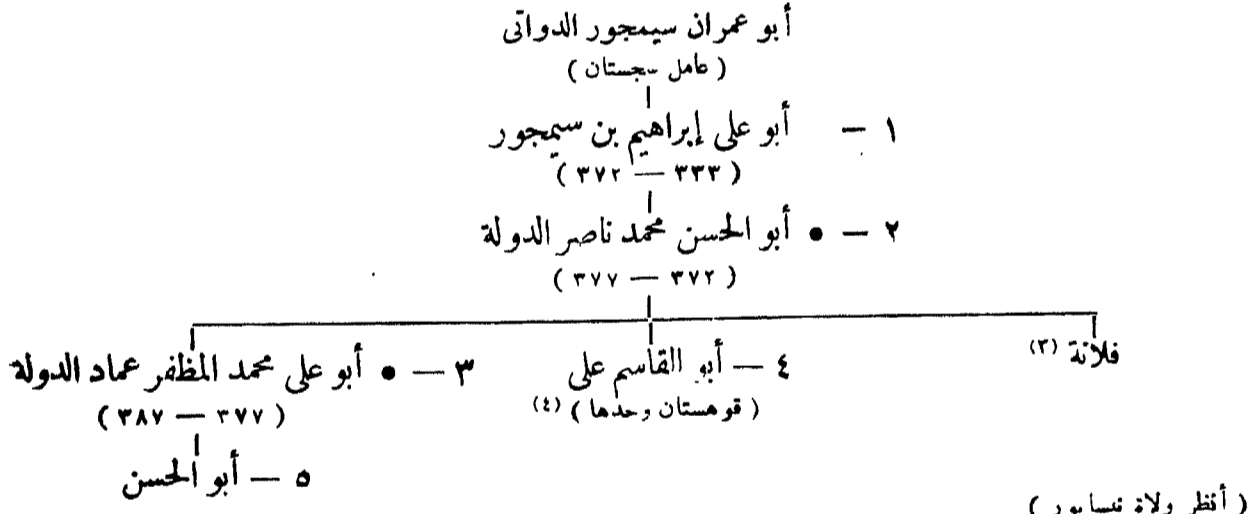 أبو عمران سيمجور الدواتى
( عامل سجستان )
١ — أبو على إبراهيم بن سيمجور
( ٣٣٣ — ٣٧٢ )
٢ — • أبو الحسن محمد ناصر الدولة
( ٣٧٢ — ٣٧٧ )
فلانة (٣)
٤ — أبو القاسم على
( قوهستان وحدها ) (٤)
٣ — • أبو على محمد المظفر عماد الدولة
( ٣٧٧ — ٣٨٧ )
٥ — أبو الحسن
( أنظر ولاة نيسابور )